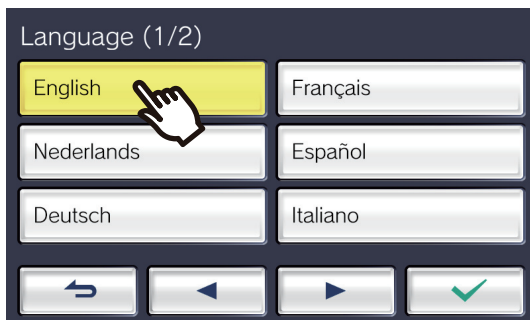 Language (1/2)
English
Français
Nederlands
Español
Deutsch
Italiano